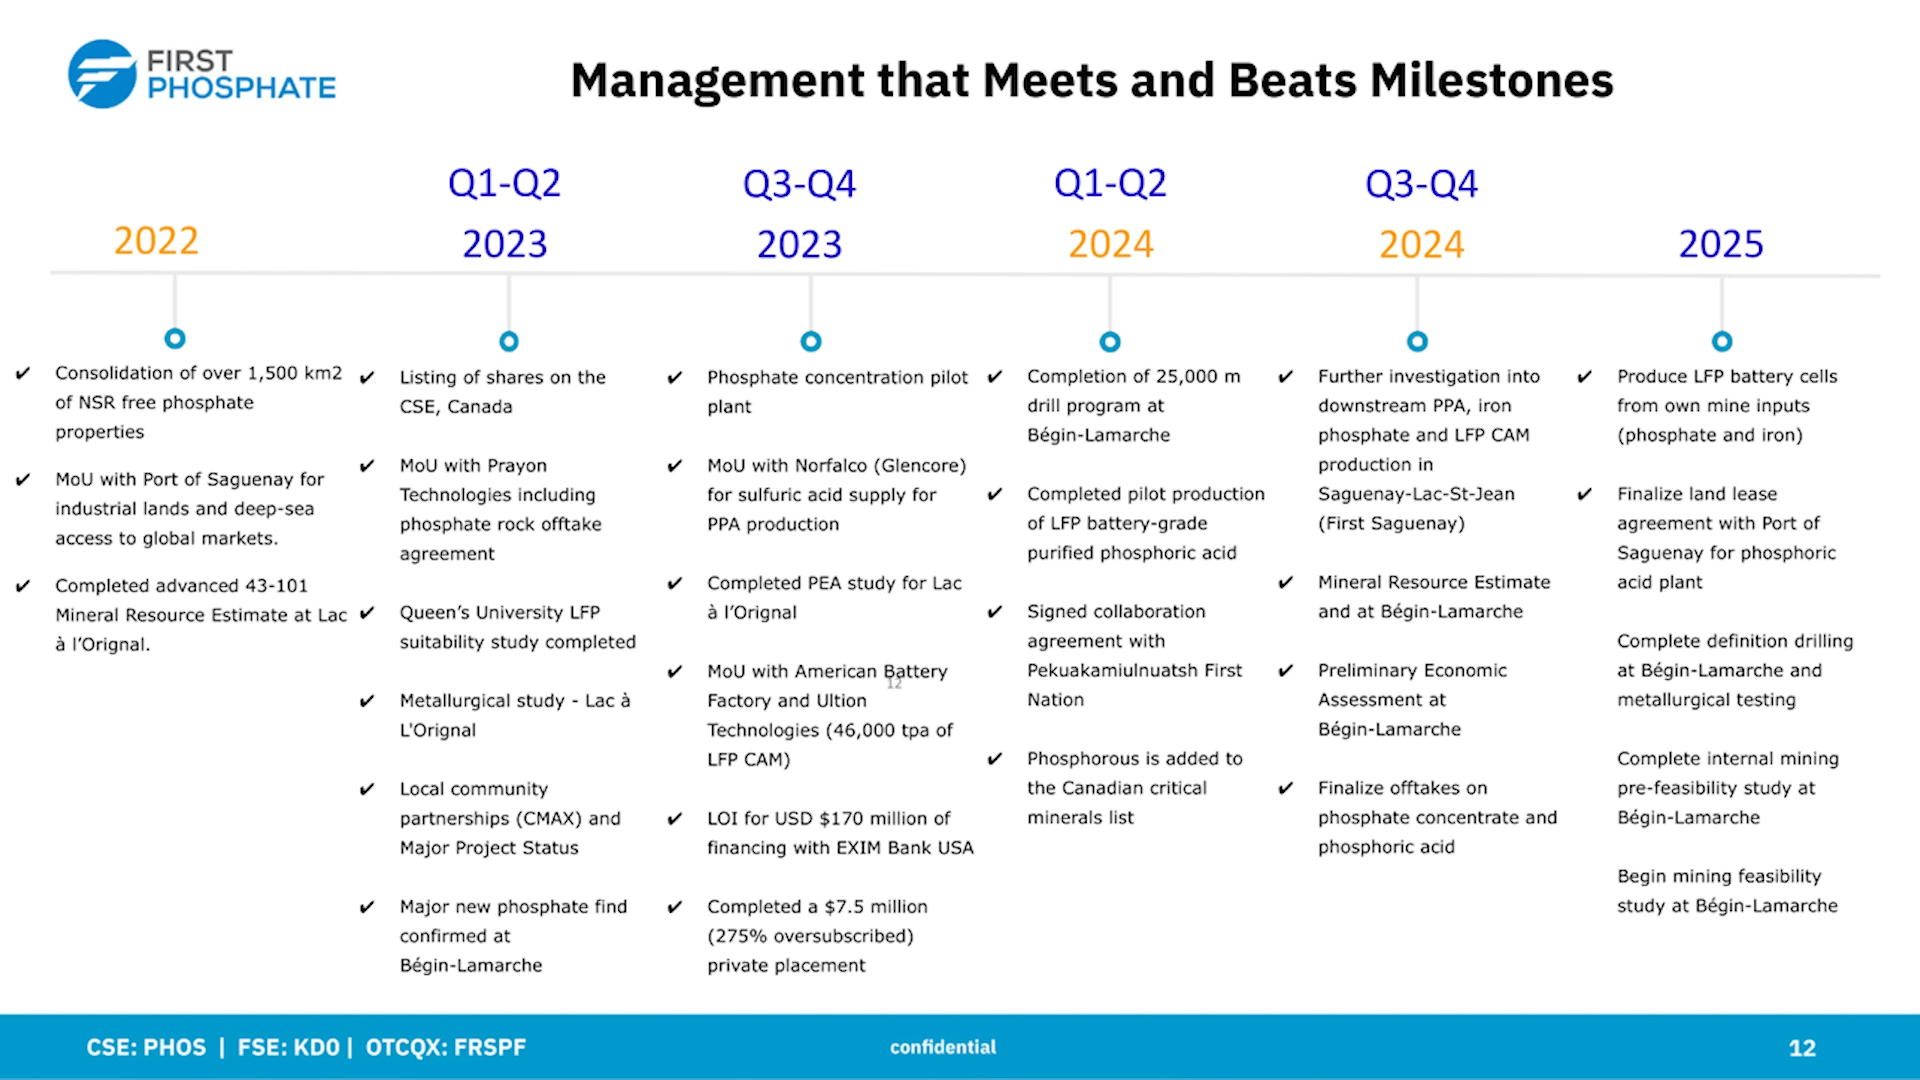 FIRST
PHOSPHATE
Management that Meets and Beats Milestones
2022
✔ Consolidation of over 1,500 km2
of NSR free phosphate
properties
✔ MoU with Port of Saguenay for
industrial lands and deep-sea
access to global markets.
✔ Completed advanced 43-101
Mineral Resource Estimate at Lac
à l’Orignal.
Q1-Q2
2023
✔ Listing of shares on the
CSE, Canada
✔ MoU with Prayon
Technologies including
phosphate rock offtake
agreement
✔ Queen’s University LFP
suitability study completed
✔ Metallurgical study - Lac à
L'Orignal
✔ Local community
partnerships (CMAX) and
Major Project Status
✔ Major new phosphate find
confirmed at
Bégin-Lamarche
Q3-Q4
2023
✔ Phosphate concentration pilot
plant
✔ MoU with Norfalco (Glencore)
for sulfuric acid supply for
PPA production
✔ Completed PEA study for Lac
à l’Orignal
✔ MoU with American Battery
12
Factory and Ultion
Technologies (46,000 tpa of
LFP CAM)
✔ LOI for USD $170 million of
financing with EXIM Bank USA
✔ Completed a $7.5 million
(275% oversubscribed)
private placement
Q1-Q2
2024
✔ Completion of 25,000 m
drill program at
Bégin-Lamarche
✔ Completed pilot production
of LFP battery-grade
purified phosphoric acid
✔ Signed collaboration
agreement with
Pekuakamiulnuatsh First
Nation
✔ Phosphorous is added to
the Canadian critical
minerals list
Q3-Q4
2024
✔ Further investigation into
downstream PPA, iron
phosphate and LFP CAM
production in
Saguenay-Lac-St-Jean
(First Saguenay)
✔ Mineral Resource Estimate
and at Bégin-Lamarche
✔ Preliminary Economic
Assessment at
Bégin-Lamarche
✔ Finalize offtakes on
phosphate concentrate and
phosphoric acid
2025
✔ Produce LFP battery cells
from own mine inputs
(phosphate and iron)
✔ Finalize land lease
agreement with Port of
Saguenay for phosphoric
acid plant
Complete definition drilling
at Bégin-Lamarche and
metallurgical testing
Complete internal mining
pre-feasibility study at
Bégin-Lamarche
Begin mining feasibility
study at Bégin-Lamarche
CSE: PHOS | FSE: KD0 | OTCQX: FRSPF
confidential
12